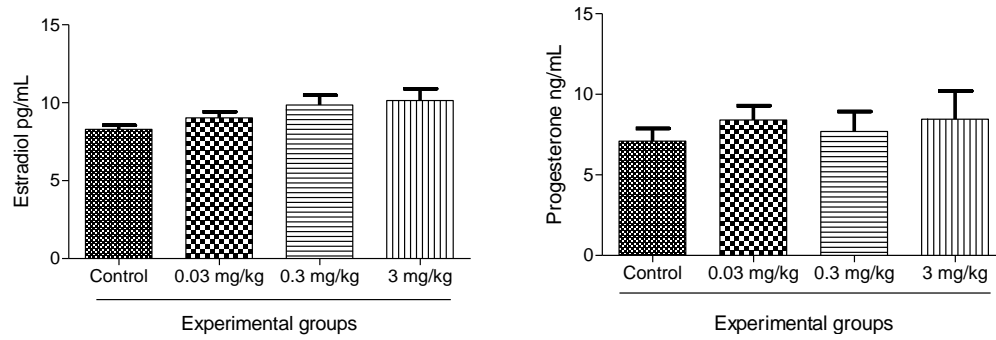 Estradiol pg/mL
15
10
5
0
Control 0.03 mg/kg 0.3 mg/kg 3 mg/kg
Experimental groups
Progesterone ng/mL
15
10
5
0
Control 0.03 mg/kg 0.3 mg/kg 3 mg/kg
Experimental groups